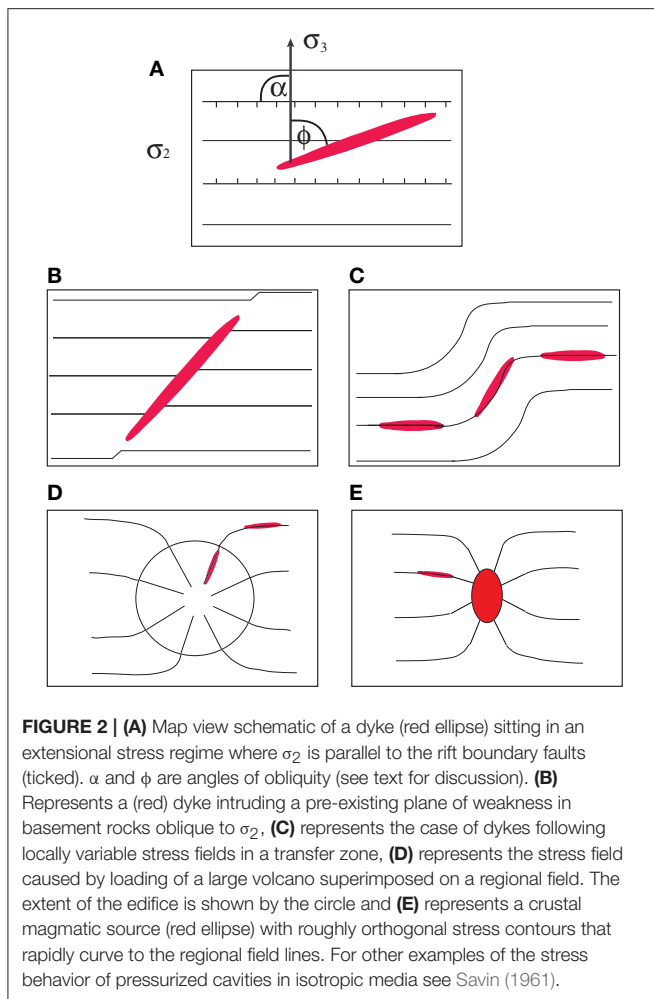 σ3
A
α
ϕ
σ2
B
C
D
E
FIGURE 2 | (A) Map view schematic of a dyke (red ellipse) sitting in an
extensional stress regime where σ2 is parallel to the rift boundary faults
(ticked). α and ϕ are angles of obliquity (see text for discussion). (B)
Represents a (red) dyke intruding a pre-existing plane of weakness in
basement rocks oblique to σ2, (C) represents the case of dykes following
locally variable stress fields in a transfer zone, (D) represents the stress field
caused by loading of a large volcano superimposed on a regional field. The
extent of the edifice is shown by the circle and (E) represents a crustal
magmatic source (red ellipse) with roughly orthogonal stress contours that
rapidly curve to the regional field lines. For other examples of the stress
behavior of pressurized cavities in isotropic media see Savin (1961).